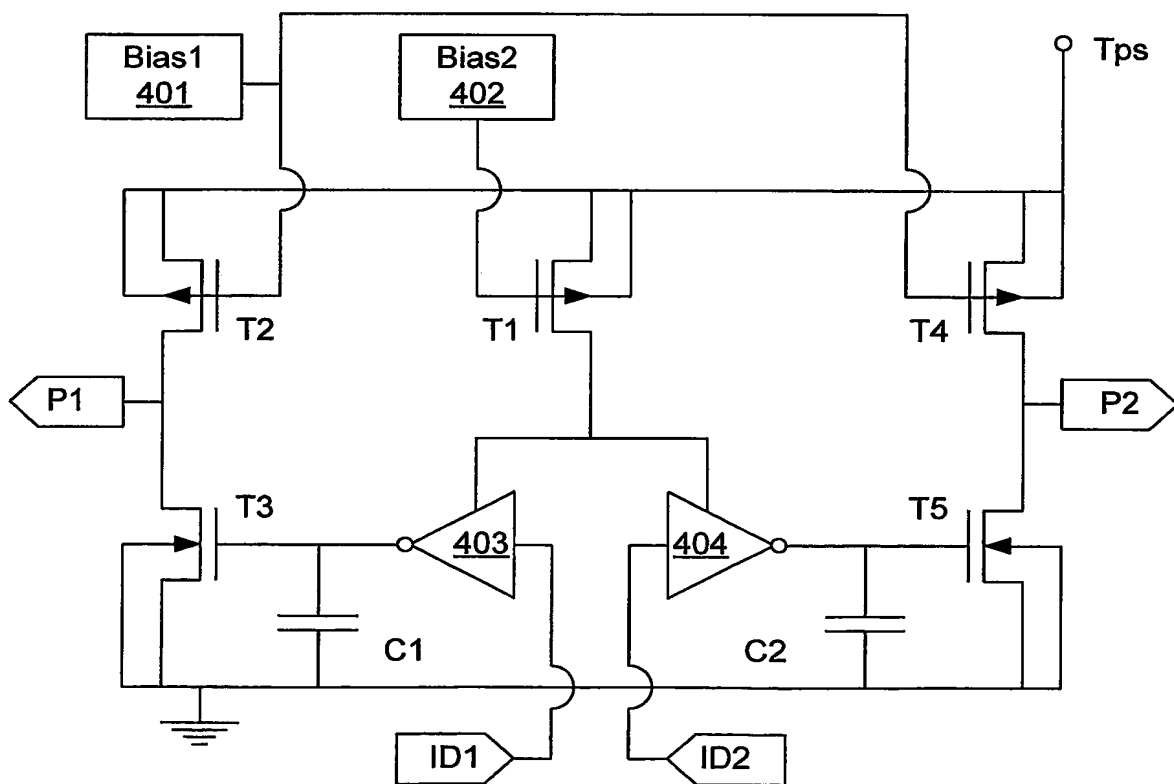 Bias1
401
Bias2
402
Tps
T2
T1
T4
P1
P2
T3
403
404
T5
C1
C2
ID1
ID2